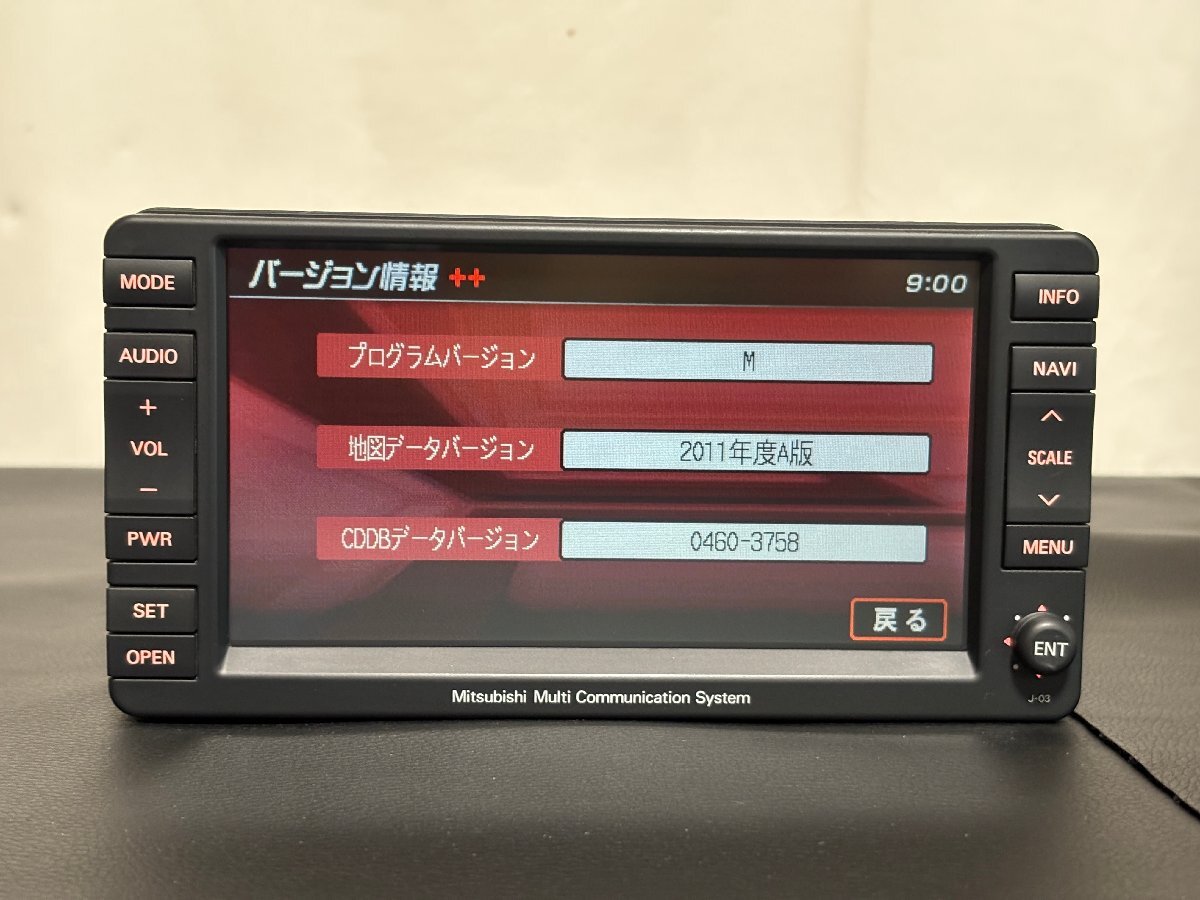 バージョン情報 ++
9:00
プログラムバージョン M
地図データバージョン 2011年度A版
CDDBデータバージョン 0460-3758
戻る
MODE
AUDIO
+
VOL
−
PWR
SET
OPEN
INFO
NAVI
SCALE
MENU
ENT
J-03
Mitsubishi Multi Communication System